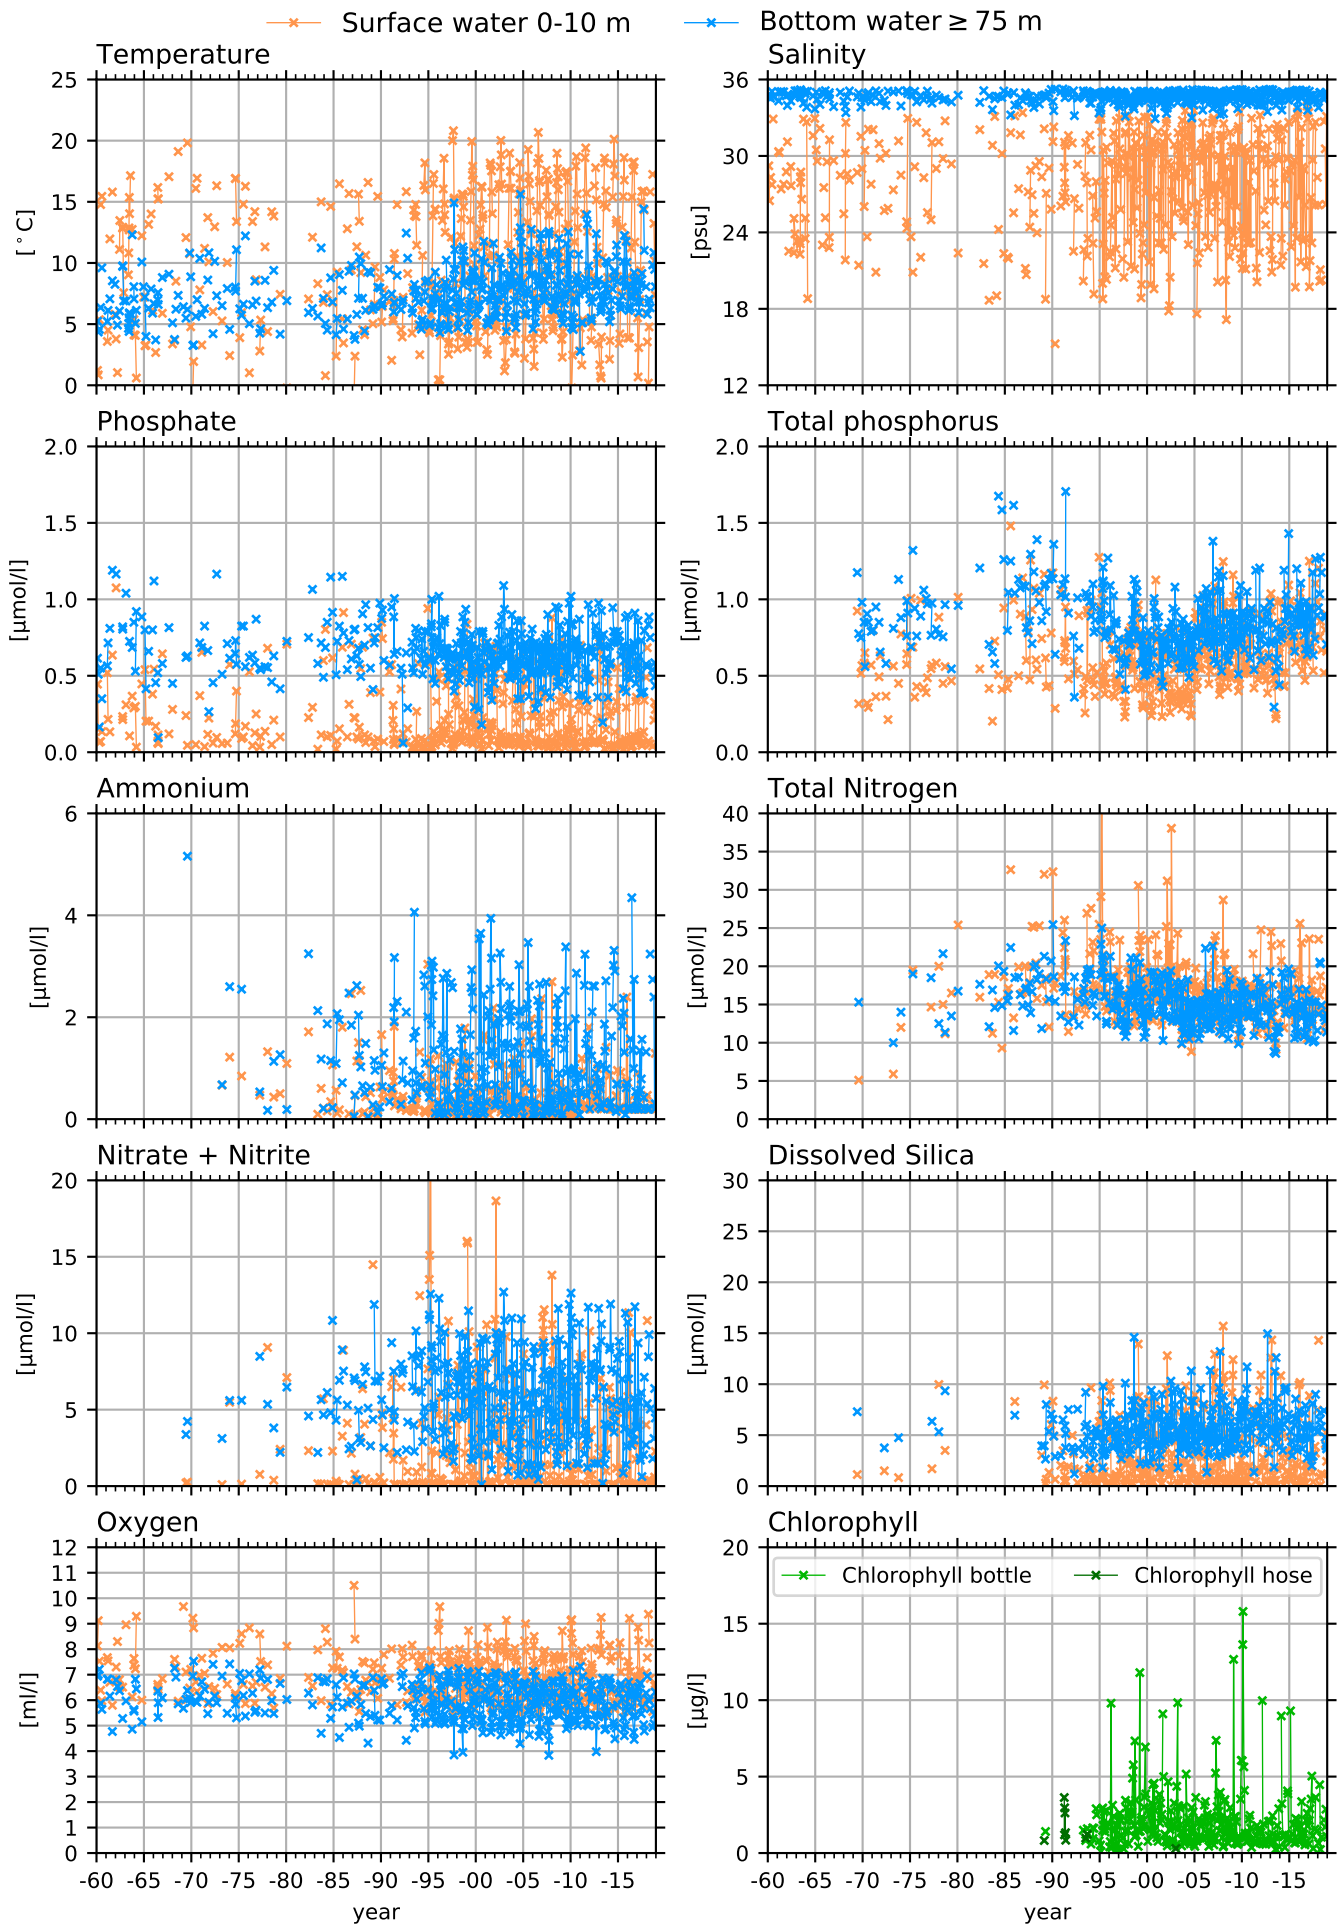 Surface water 0-10 m
Bottom water ≥ 75 m
Temperature
Salinity
25
20
15
10
5
0
[°C]
36
30
24
18
12
[psu]
Phosphate
Total phosphorus
2.0
1.5
1.0
0.5
0.0
[µmol/l]
2.0
1.5
1.0
0.5
0.0
[µmol/l]
Ammonium
Total Nitrogen
6
4
2
0
[µmol/l]
40
35
30
25
20
15
10
5
0
[µmol/l]
Nitrate + Nitrite
Dissolved Silica
20
15
10
5
0
[µmol/l]
30
25
20
15
10
5
0
[µmol/l]
Oxygen
Chlorophyll
12
11
10
9
8
7
6
5
4
3
2
1
0
[ml/l]
20
15
10
5
0
[µg/l]
Chlorophyll bottle
Chlorophyll hose
-60 -65 -70 -75 -80 -85 -90 -95 -00 -05 -10 -15
-60 -65 -70 -75 -80 -85 -90 -95 -00 -05 -10 -15
year
year